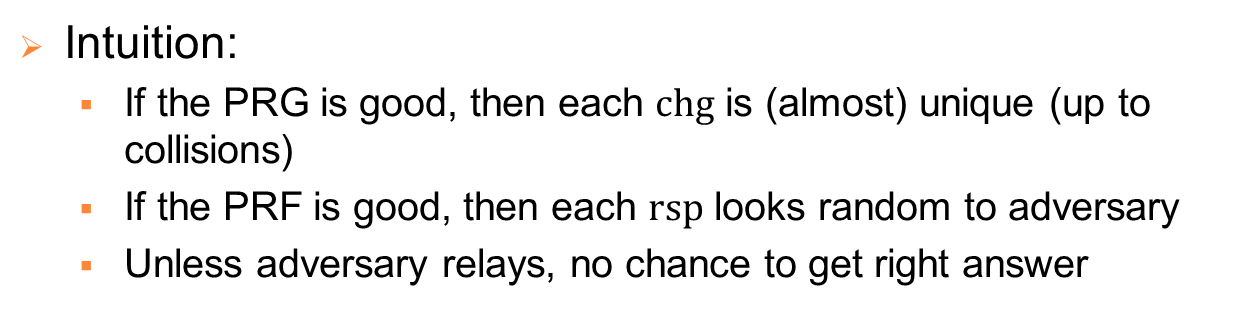 Intuition:
If the PRG is good, then each chg is (almost) unique (up to
collisions)
If the PRF is good, then each rsp looks random to adversary
Unless adversary relays, no chance to get right answer